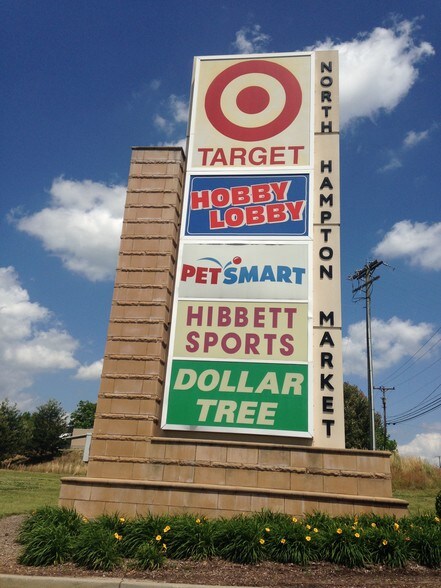 TARGET
HOBBY
LOBBY
PETSMART
HIBBETT
SPORTS
DOLLAR
TREE
NORTH HAMPTON MARKET